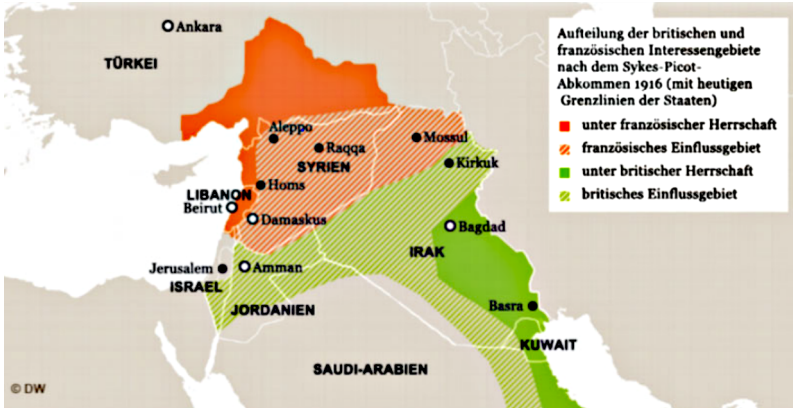 Ankara
TÜRKEI
Aufteilung der britischen und
französischen Interessengebiete
nach dem Sykes-Picot-
Abkommen 1916 (mit heutigen
Grenzlinien der Staaten)
unter französischer Herrschaft
französisches Einflussgebiet
unter britischer Herrschaft
britisches Einflussgebiet
Aleppo
Raqqa
Mossul
SYRIEN
Kirkuk
Homs
LIBANON
Beirut
Damaskus
Bagdad
IRAK
Jerusalem
Amman
ISRAEL
JORDANIEN
Basra
KUWAIT
SAUDI-ARABIEN
© DW